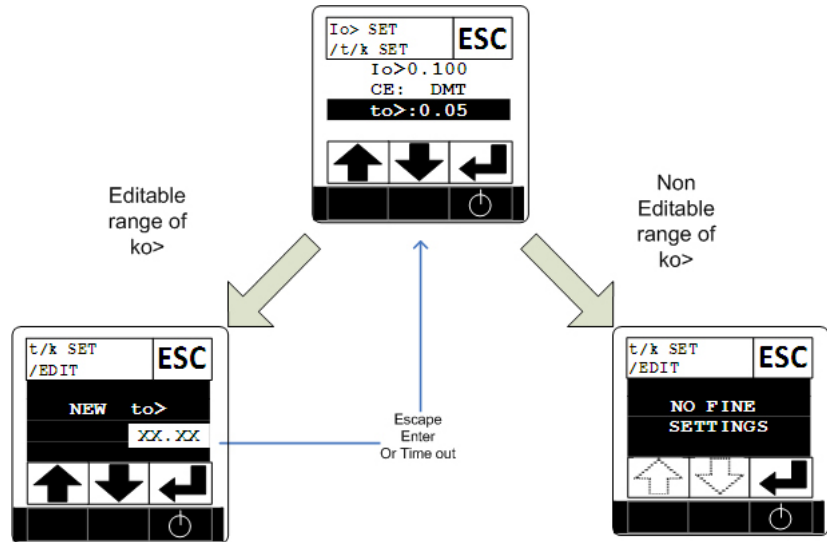 Io> SET
/t/k SET
ESC
Io>0.100
CE: DMT
to>:0.05
Editable
range of
ko>
Non
Editable
range of
ko>
t/k SET
/EDIT
ESC
NEW to>
XX.XX
Escape
Enter
Or Time out
t/k SET
/EDIT
ESC
NO FINE
SETTINGS